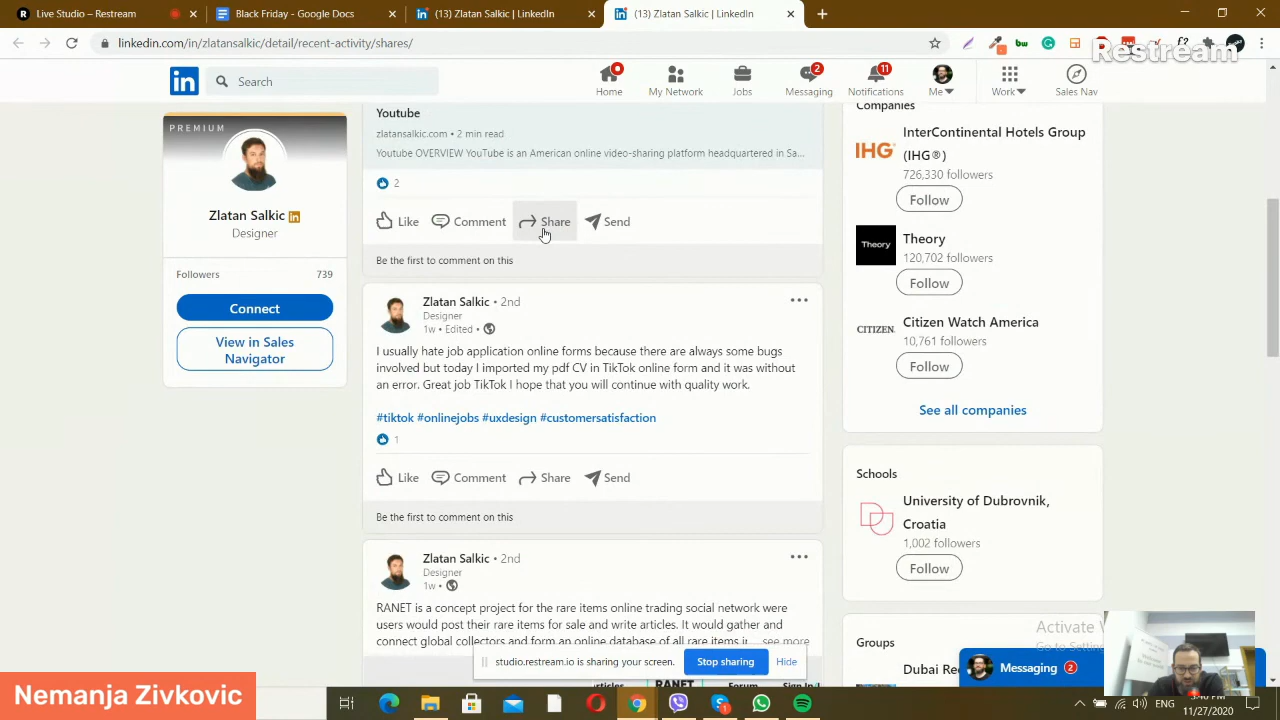 Live Studio – Restream
Black Friday - Google Docs
(13) Zlatan Salkic | LinkedIn
(13) Zlatan Salkic | LinkedIn
linkedin.com/in/zlatansalkic/detail/recent-activity/shares/
Restream
in
Search
Home
My Network
Jobs
2
Messaging
11
Notifications
Me
Work
Sales Nav
PREMIUM
Zlatan Salkic
Designer
Followers 739
Connect
View in Sales
Navigator
Youtube
zlatansalkic.com • 2 min read
Youtube OVERVIEW YouTube is an American online video-sharing platform headquartered in Sa...
2
Like Comment Share Send
Be the first to comment on this
Zlatan Salkic • 2nd
Designer
1w • Edited •
I usually hate job application online forms because there are always some bugs
involved but today I imported my pdf CV in TikTok online form and it was without
an error. Great job TikTok I hope that you will continue with quality work.
#tiktok #onlinejobs #uxdesign #customersatisfaction
1
Like Comment Share Send
Be the first to comment on this
Zlatan Salkic • 2nd
Designer
1w •
RANET is a concept project for the rare items online trading social network were
users would post their rare items for sale and write articles. It would gather and
connect global collectors and form an online database of all rare items i... see more
Companies
IHG
InterContinental Hotels Group
(IHG®)
726,330 followers
Follow
Theory
Theory
120,702 followers
Follow
CITIZEN
Citizen Watch America
10,761 followers
Follow
See all companies
Schools
University of Dubrovnik,
Croatia
1,002 followers
Follow
Groups
Activate
Go to
Messaging 2
studio.restream.io is sharing your screen.
Stop sharing
Hide
RANET
Forum
Nemanja Zivkovic
ENG
11/27/2020